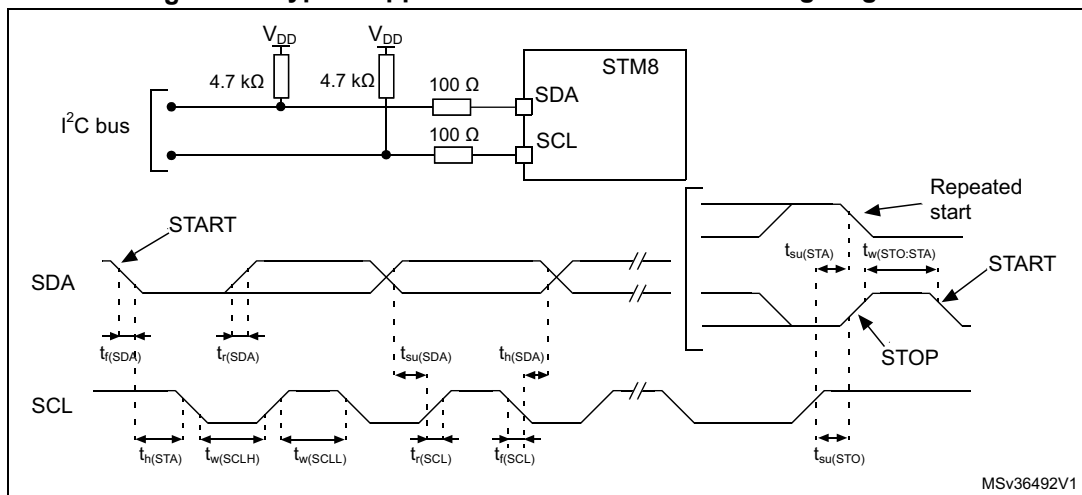 V_DD V_DD
STM8
4.7 kΩ 4.7 kΩ 100 Ω
SDA
I²C bus
100 Ω
SCL
Repeated
start
START
t_su(STA) t_w(STO:STA)
START
SDA
t_f(SDA) t_r(SDA) t_su(SDA) t_h(SDA)
STOP
SCL
t_h(STA) t_w(SCLH) t_w(SCLL) t_r(SCL) t_f(SCL) t_su(STO)
MSv36492V1